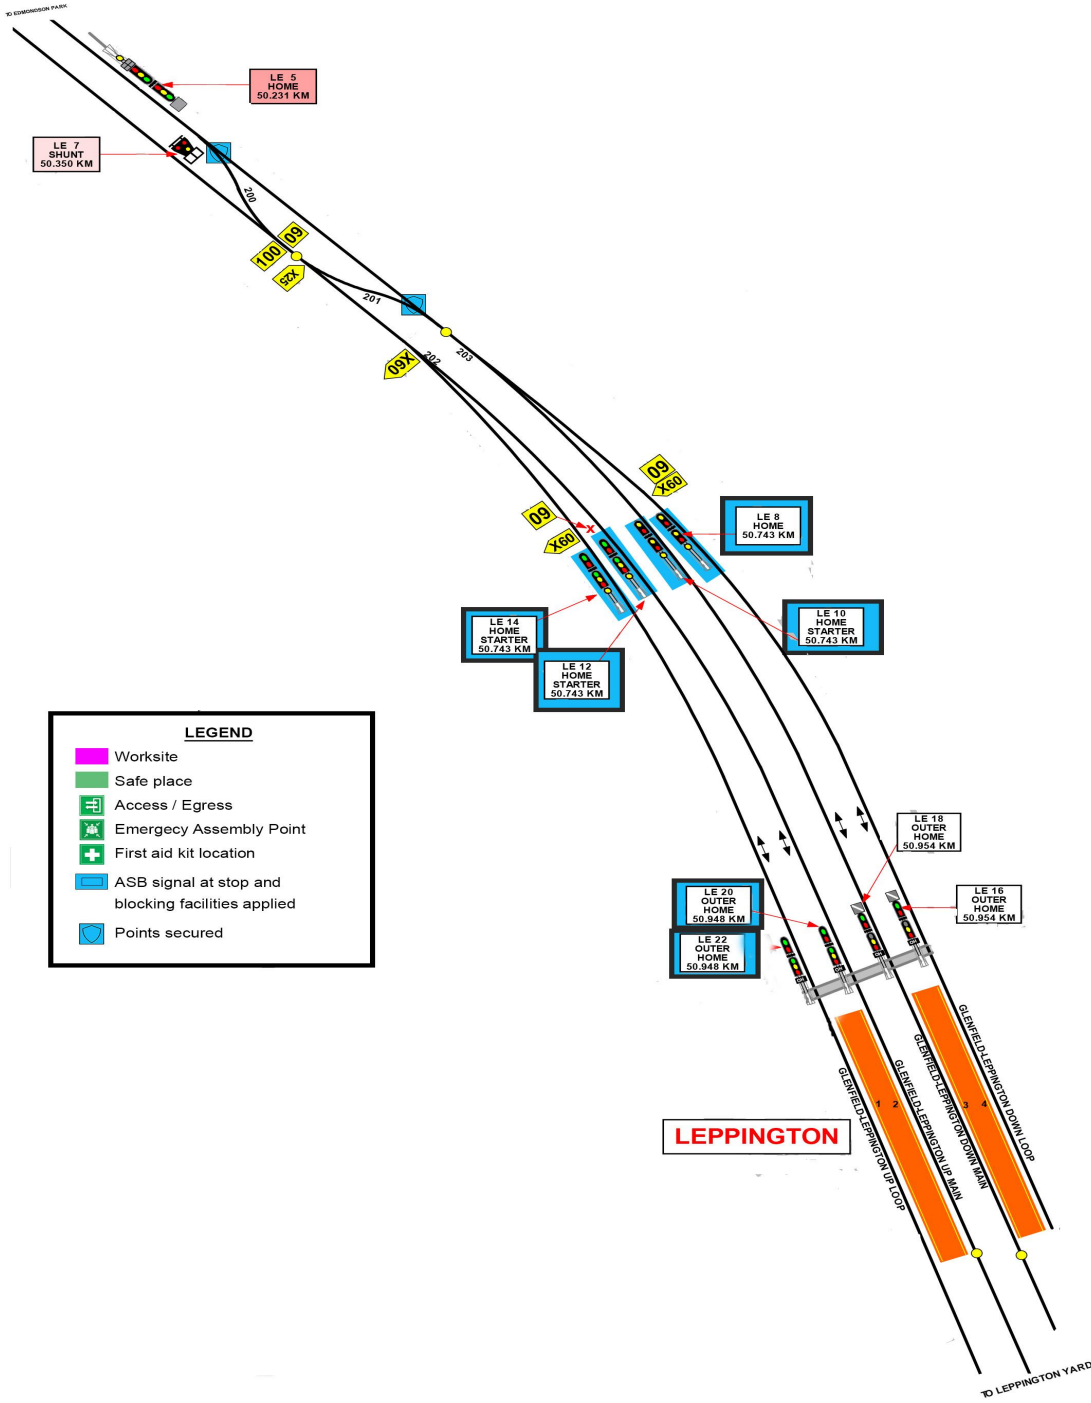 TO EDMONDSON PARK
LE 5
HOME
50.231 KM
LE 7
SHUNT
50.350 KM
200
60
100
X25
201
202
203
X60
60
X60
60
X60
LE 8
HOME
50.743 KM
LE 10
HOME
STARTER
50.743 KM
LE 14
HOME
STARTER
50.743 KM
LE 12
HOME
STARTER
50.743 KM
X
LEGEND
Worksite
Safe place
Access / Egress
Emergecy Assembly Point
First aid kit location
ASB signal at stop and
blocking facilities applied
Points secured
LE 18
OUTER
HOME
50.954 KM
LE 16
OUTER
HOME
50.954 KM
LE 20
OUTER
HOME
50.948 KM
LE 22
OUTER
HOME
50.948 KM
GLENFIELD-LEPPINGTON UP LOOP
1 2
GLENFIELD-LEPPINGTON UP MAIN
GLENFIELD-LEPPINGTON DOWN MAIN
3 4
GLENFIELD-LEPPINGTON DOWN LOOP
LEPPINGTON
TO LEPPINGTON YARD